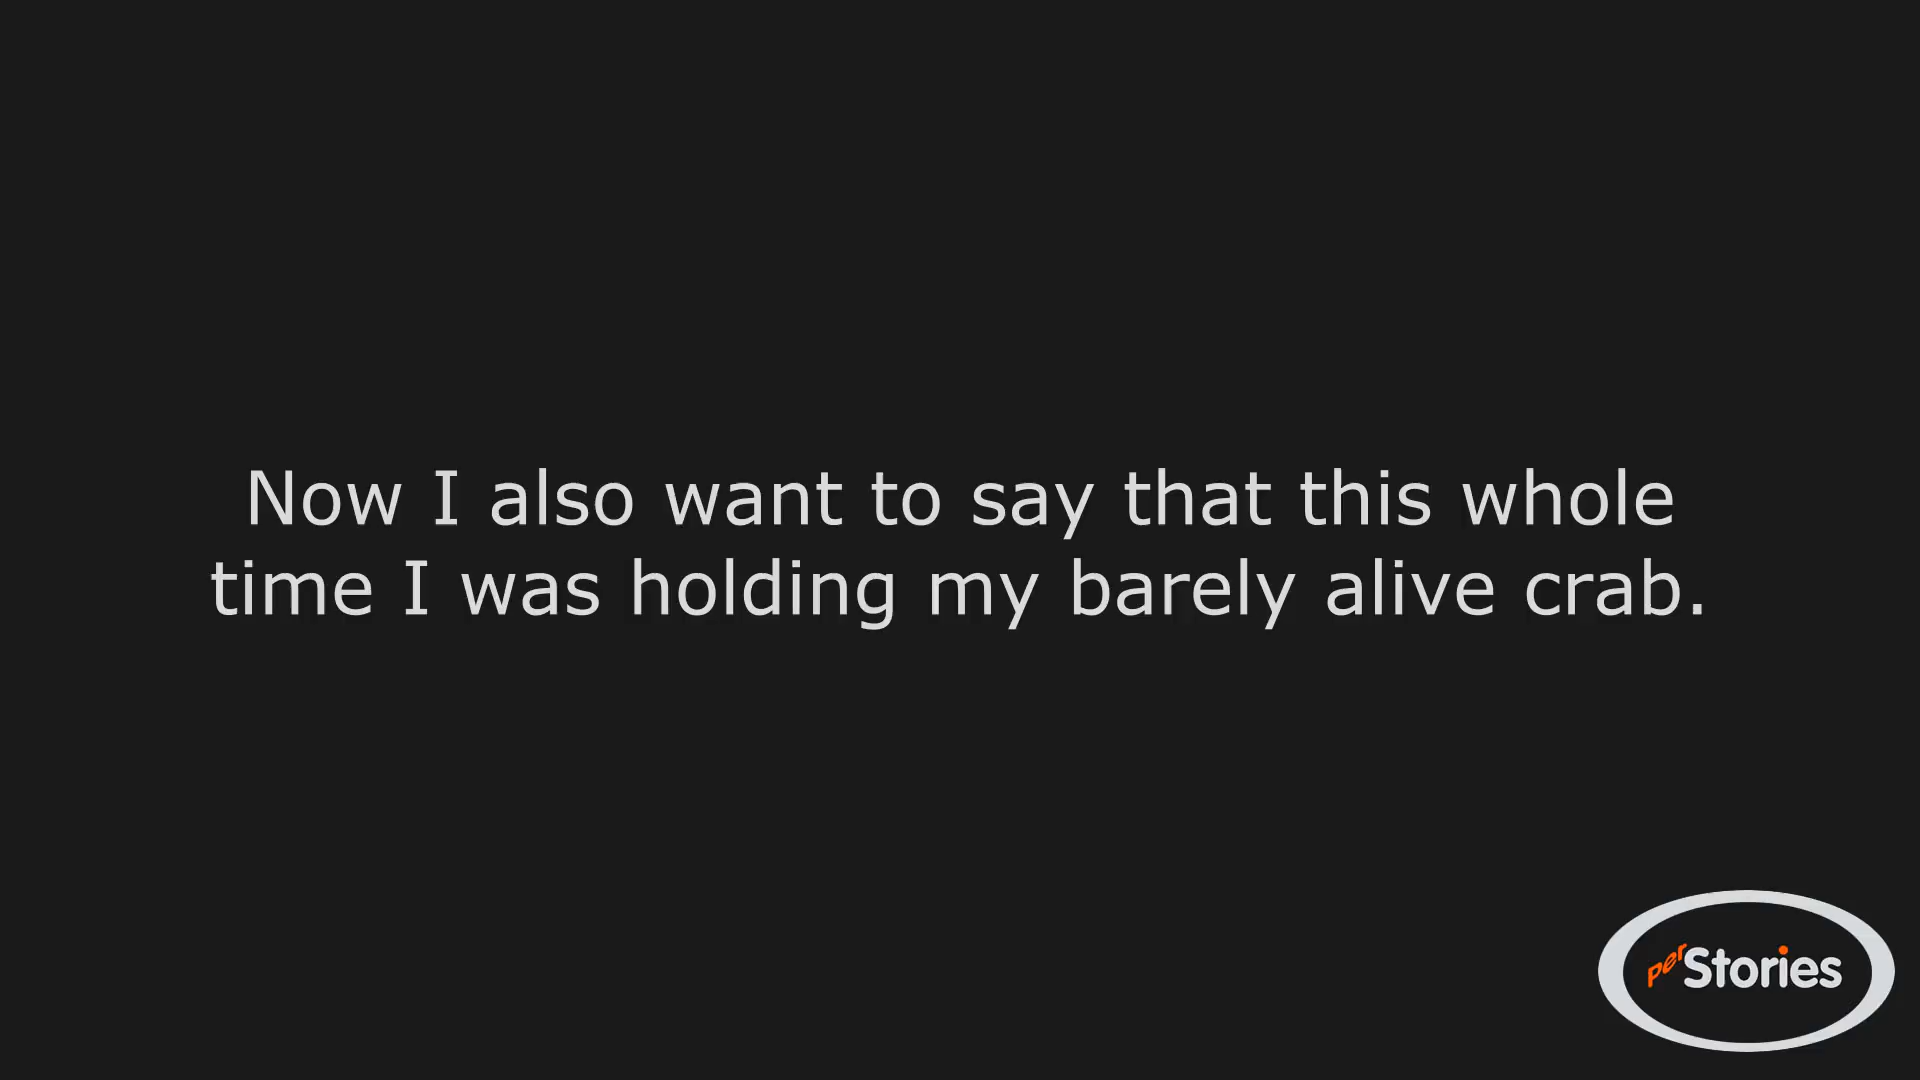 Now I also want to say that this whole
time I was holding my barely alive crab.
perStories